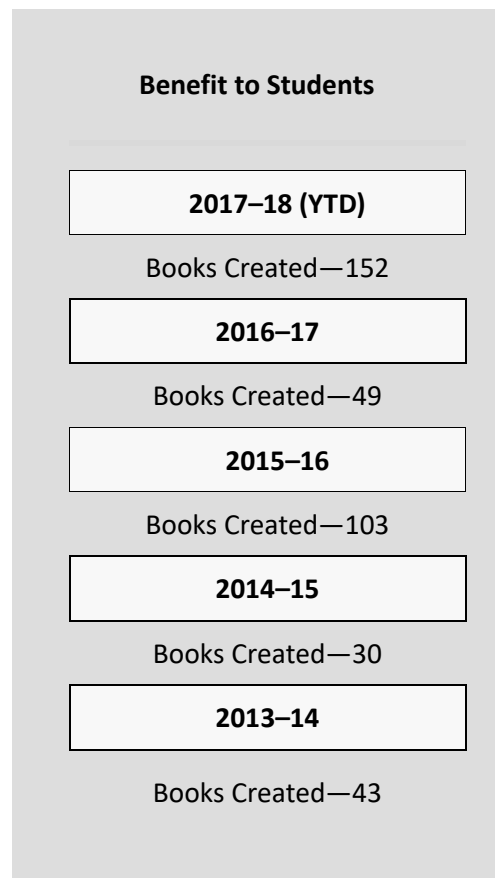 Benefit to Students
2017–18 (YTD)
Books Created—152
2016–17
Books Created—49
2015–16
Books Created—103
2014–15
Books Created—30
2013–14
Books Created—43